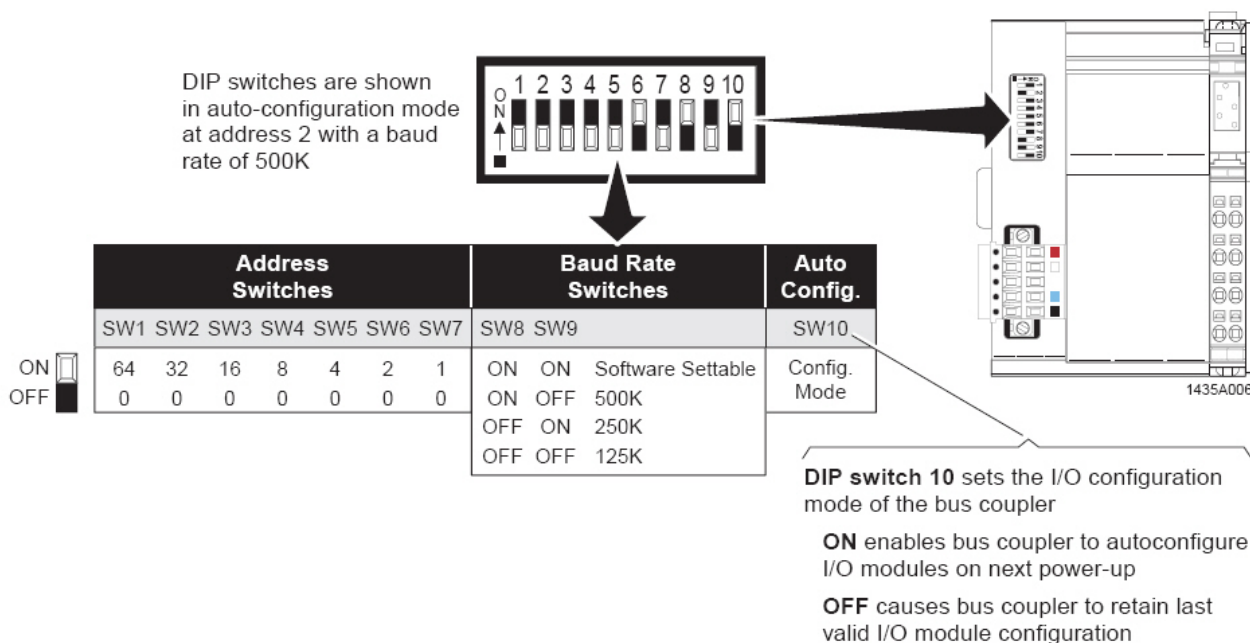 DIP switches are shown
in auto-configuration mode
at address 2 with a baud
rate of 500K
ON
1 2 3 4 5 6 7 8 9 10
Address
Switches
Baud Rate
Switches
Auto
Config.
SW1 SW2 SW3 SW4 SW5 SW6 SW7 SW8 SW9 SW10
ON 64 32 16 8 4 2 1 ON ON Software Settable Config.
OFF 0 0 0 0 0 0 0 ON OFF 500K Mode
OFF ON 250K
OFF OFF 125K
1435A006
DIP switch 10 sets the I/O configuration
mode of the bus coupler
ON enables bus coupler to autoconfigure
I/O modules on next power-up
OFF causes bus coupler to retain last
valid I/O module configuration